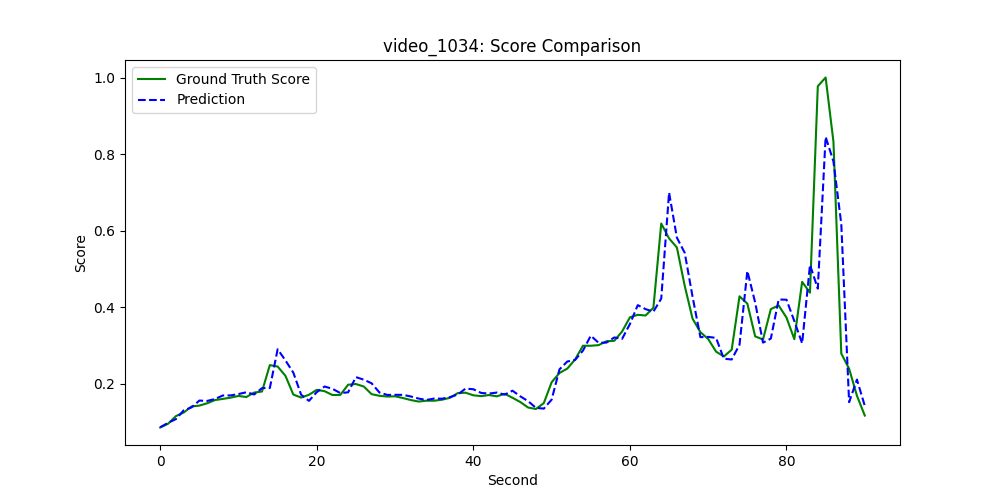 video_1034: Score Comparison
Ground Truth Score
Prediction
1.0
0.8
0.6
0.4
0.2
Score
0 20 40 60 80
Second